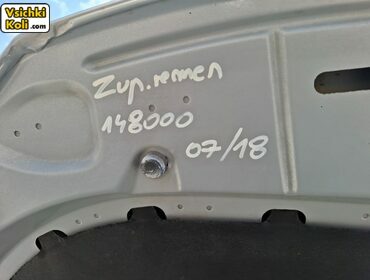 Vsichki
Koli.com
Zup.remen
148000
07/18